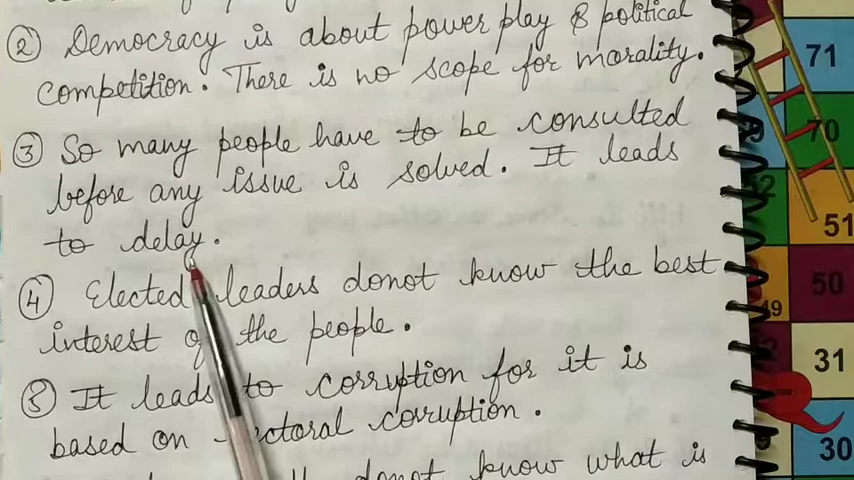 ② Democracy is about power play & political
competition. There is no scope for morality.
③ So many people have to be consulted
before any issue is solved. It leads
to delay.
④ Elected leaders donot know the best
interest of the people.
⑤ It leads to corruption for it is
based on electoral corruption.
donot know what is
71
70
51
50
49
31
30